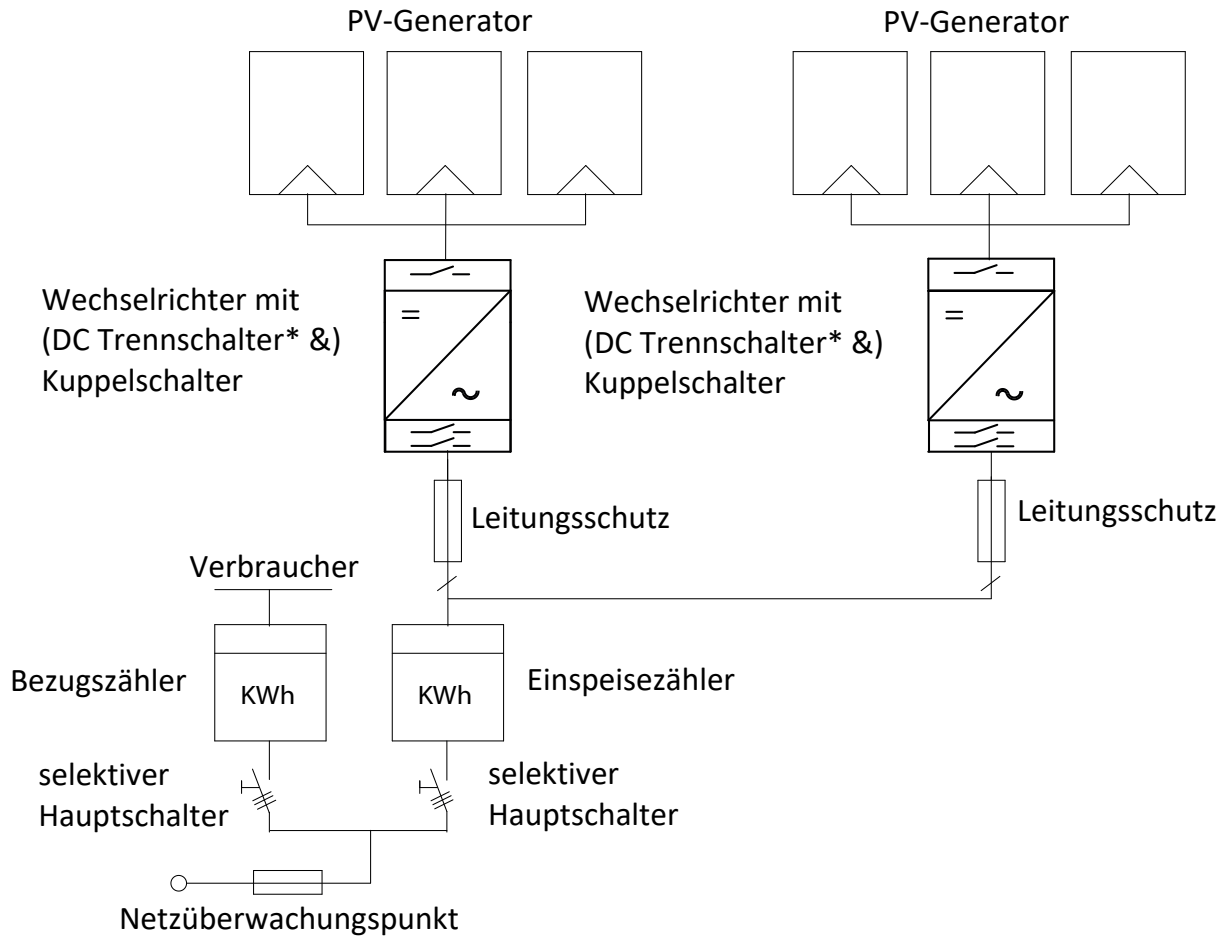 PV-Generator
PV-Generator
Wechselrichter mit
(DC Trennschalter* &)
Kuppelschalter
Wechselrichter mit
(DC Trennschalter* &)
Kuppelschalter
Leitungsschutz
Leitungsschutz
Verbraucher
Bezugszähler
KWh
KWh
Einspeisezähler
selektiver
Hauptschalter
selektiver
Hauptschalter
Netzüberwachungspunkt